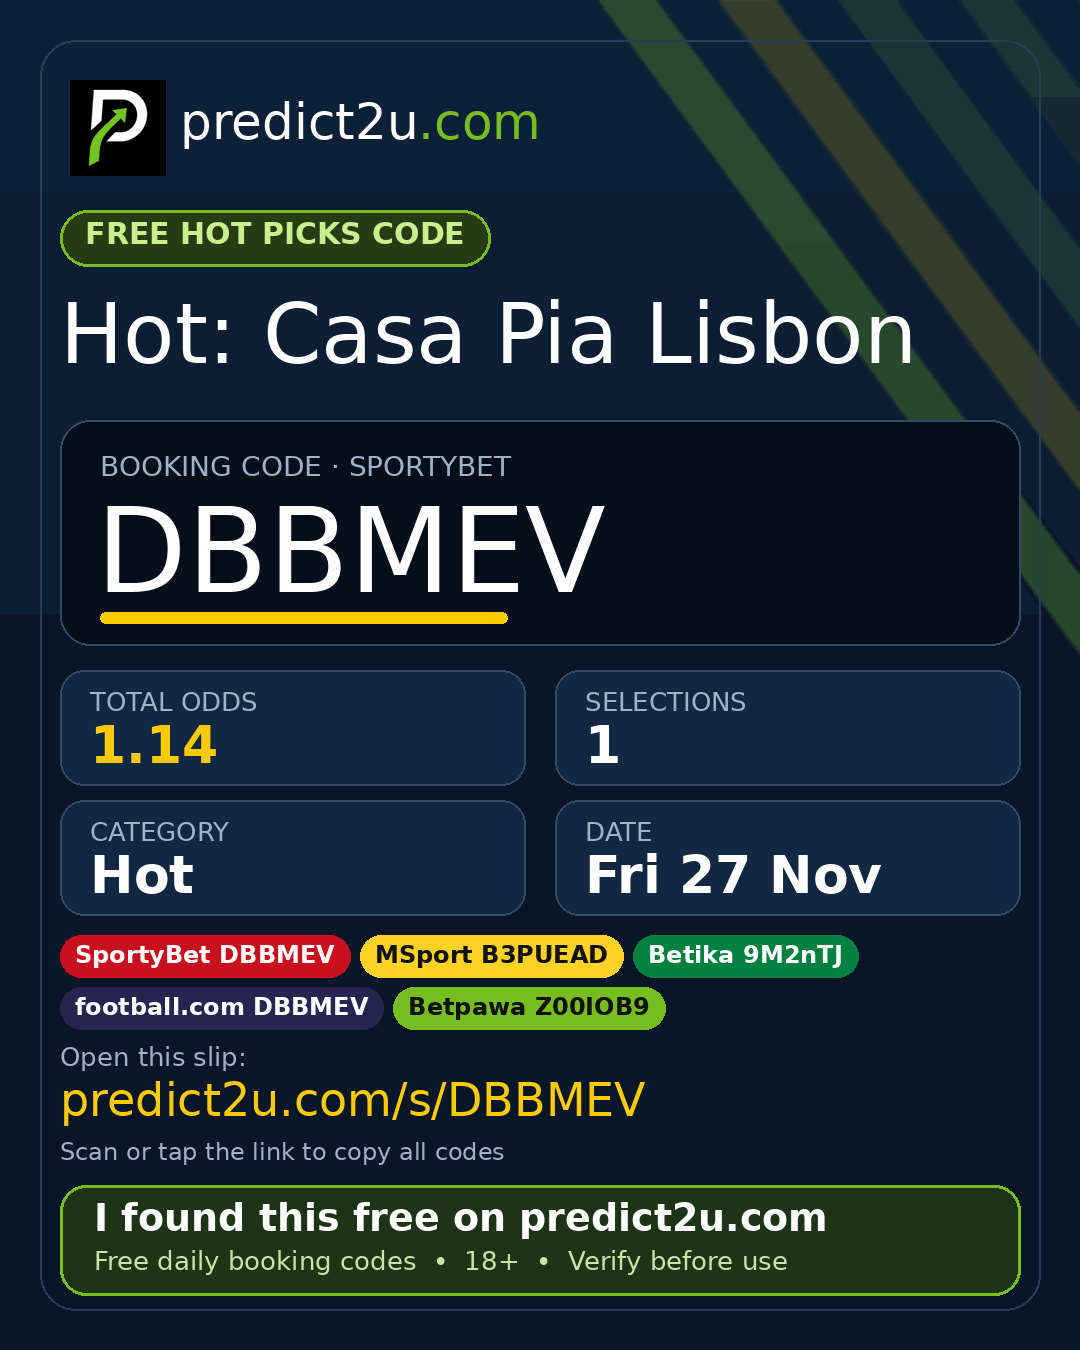 predict2u.com
FREE HOT PICKS CODE
Hot: Casa Pia Lisbon
BOOKING CODE · SPORTYBET
DBBMEV
TOTAL ODDS
1.14
SELECTIONS
1
CATEGORY
Hot
DATE
Fri 27 Nov
SportyBet DBBMEV
MSport B3PUEAD
Betika 9M2nTJ
football.com DBBMEV
Betpawa Z00IOB9
Open this slip:
predict2u.com/s/DBBMEV
Scan or tap the link to copy all codes
I found this free on predict2u.com
Free daily booking codes • 18+ • Verify before use